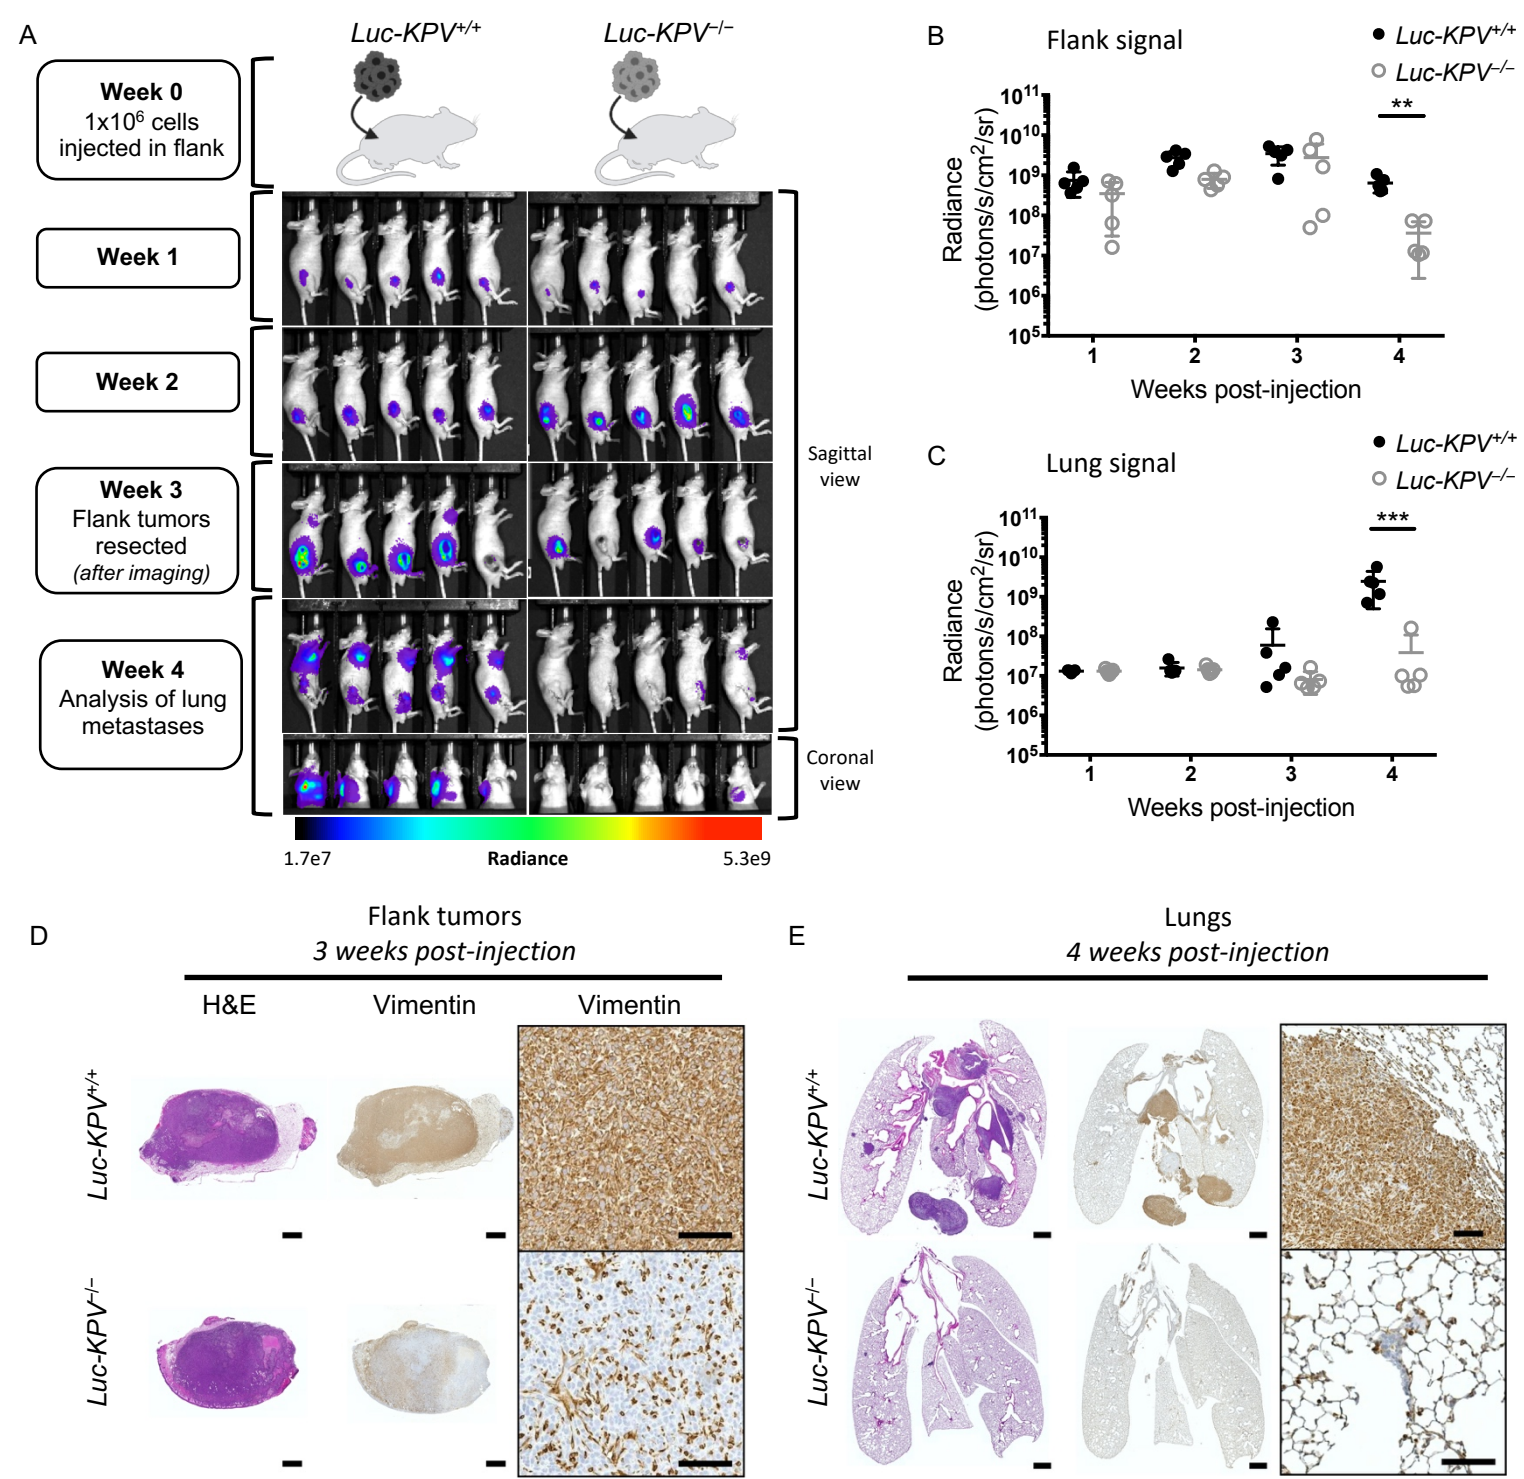 A
Luc-KPV+/+
Luc-KPV–/–
Week 0
1x10⁶ cells
injected in flank
Week 1
Week 2
Week 3
Flank tumors
resected
(after imaging)
Week 4
Analysis of lung
metastases
Sagittal
view
Coronal
view
1.7e7
Radiance
5.3e9
B
Flank signal
Luc-KPV+/+
Luc-KPV–/–
**
Radiance
(photons/s/cm²/sr)
10¹¹
10¹⁰
10⁹
10⁸
10⁷
10⁶
10⁵
1 2 3 4
Weeks post-injection
C
Lung signal
Luc-KPV+/+
Luc-KPV–/–
***
Radiance
(photons/s/cm²/sr)
10¹¹
10¹⁰
10⁹
10⁸
10⁷
10⁶
10⁵
1 2 3 4
Weeks post-injection
D
Flank tumors
3 weeks post-injection
H&E
Vimentin
Vimentin
Luc-KPV+/+
Luc-KPV–/–
E
Lungs
4 weeks post-injection
Luc-KPV+/+
Luc-KPV–/–